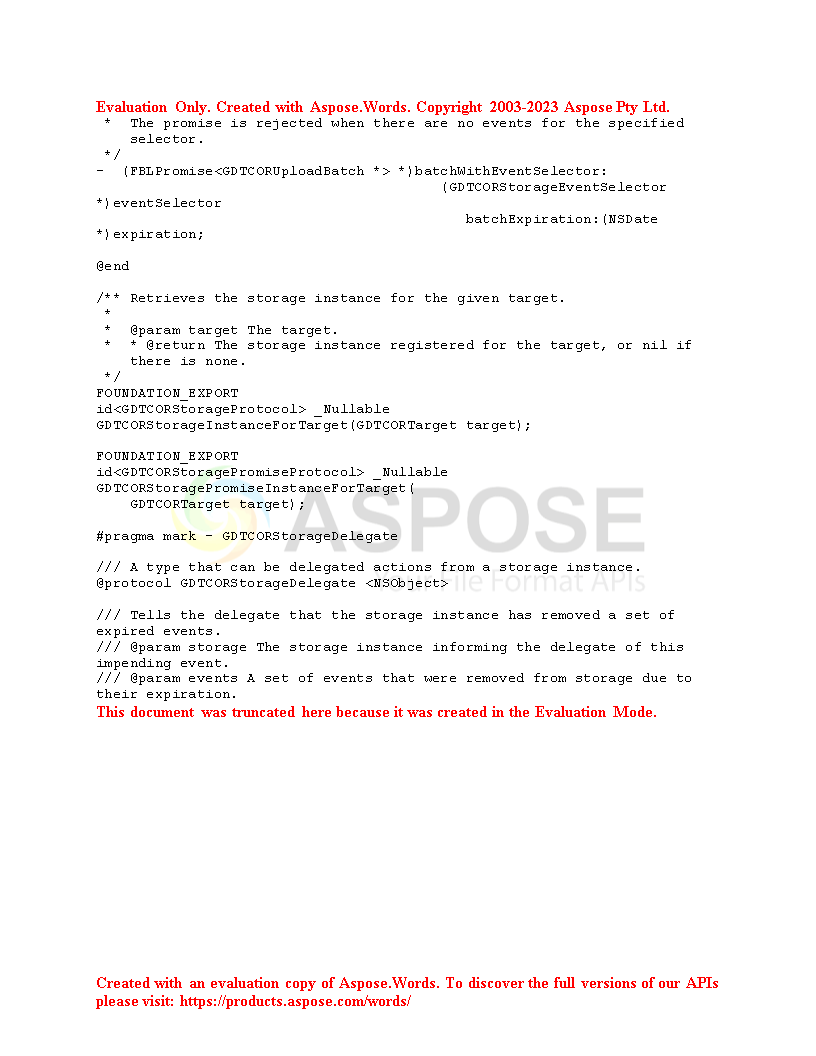 Evaluation Only. Created with Aspose.Words. Copyright 2003-2023 Aspose Pty Ltd.
 *  The promise is rejected when there are no events for the specified
    selector.
 */
-  (FBLPromise<GDTCORUploadBatch *> *)batchWithEventSelector:
                                         (GDTCORStorageEventSelector
*)eventSelector
                                            batchExpiration:(NSDate
*)expiration;

@end

/** Retrieves the storage instance for the given target.
 *
 *  @param target The target.
 *  * @return The storage instance registered for the target, or nil if
    there is none.
 */
FOUNDATION_EXPORT
id<GDTCORStorageProtocol> _Nullable
GDTCORStorageInstanceForTarget(GDTCORTarget target);

FOUNDATION_EXPORT
id<GDTCORStoragePromiseProtocol> _Nullable
GDTCORStoragePromiseInstanceForTarget(
    GDTCORTarget target);
ASPOSE

#pragma mark - GDTCORStorageDelegate

/// A type that can be delegated actions from a storage instance.
@protocol GDTCORStorageDelegate <NSObject>
File Format APIs

/// Tells the delegate that the storage instance has removed a set of
expired events.
/// @param storage The storage instance informing the delegate of this
impending event.
/// @param events A set of events that were removed from storage due to
their expiration.
This document was truncated here because it was created in the Evaluation Mode.
Created with an evaluation copy of Aspose.Words. To discover the full versions of our APIs
please visit: https://products.aspose.com/words/